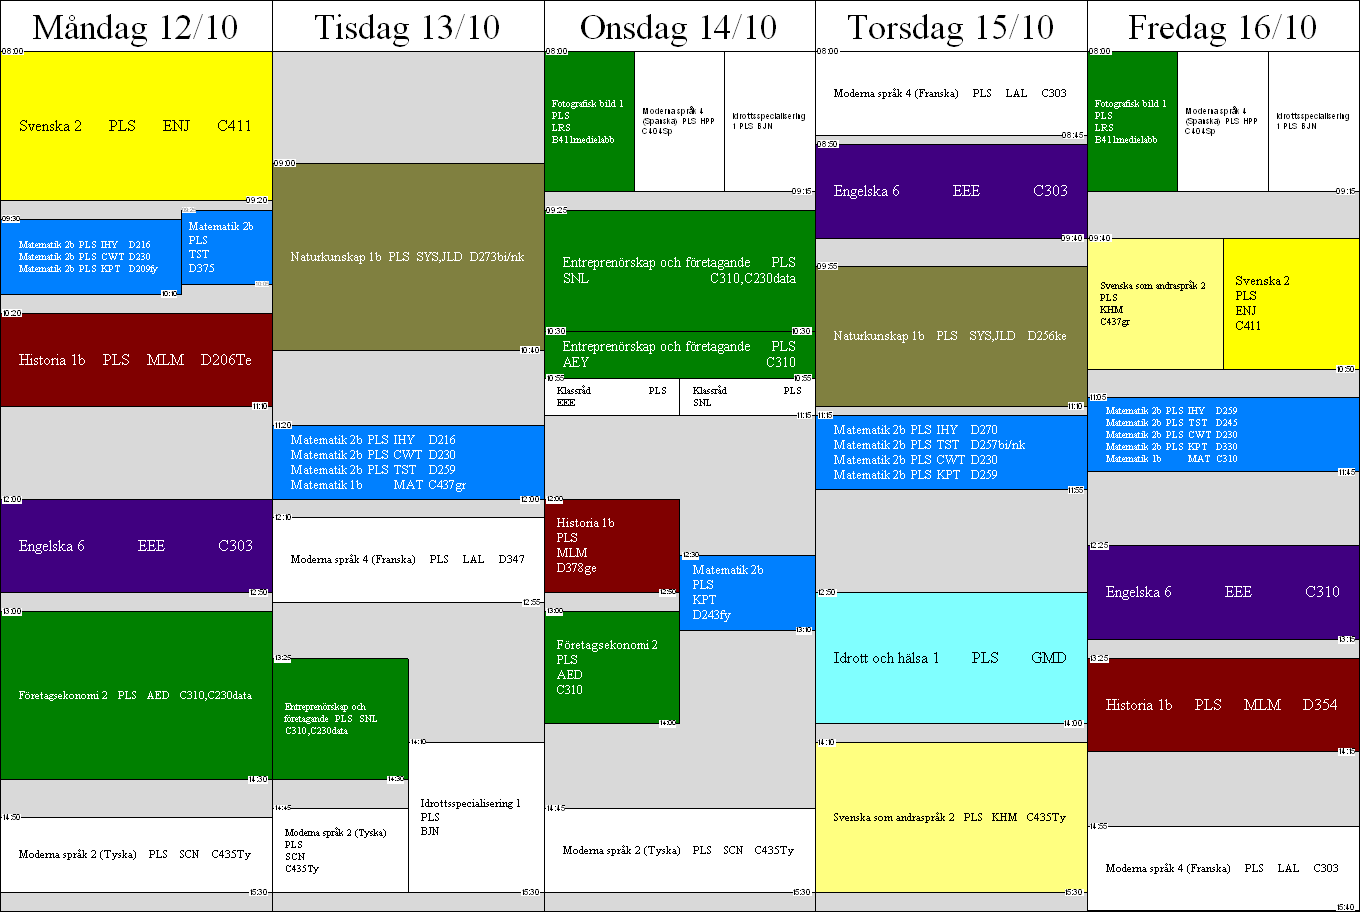 Måndag 12/10
08:00
Svenska 2 PLS ENJ C411
09:20
09:25
09:30
Matematik 2b PLS IHY D216
Matematik 2b PLS CWT D230
Matematik 2b PLS KPT D209fy
10:10
Matematik 2b
PLS
TST
D375
10:05
10:20
Historia 1b PLS MLM D206Te
11:10
12:00
Engelska 6 EEE C303
12:50
13:00
Företagsekonomi 2 PLS AED C310,C230data
14:30
14:50
Moderna språk 2 (Tyska) PLS SCN C435Ty
15:30
Tisdag 13/10
09:00
Naturkunskap 1b PLS SYS,JLD D273bi/nk
10:40
11:20
Matematik 2b PLS IHY D216
Matematik 2b PLS CWT D230
Matematik 2b PLS TST D259
Matematik 1b MAT C437gr
12:00
12:10
Moderna språk 4 (Franska) PLS LAL D347
12:55
13:25
Entreprenörskap och
företagande PLS SNL
C310,C230data
14:30
14:10
Idrottsspecialisering 1
PLS
BJN
14:45
Moderna språk 2 (Tyska)
PLS
SCN
C435Ty
15:30
Onsdag 14/10
08:00
Fotografisk bild 1
PLS
LRS
B411medielabb
Moderna språk 4
(Spanska) PLS HPP
C404Sp
Idrottsspecialisering
1 PLS BJN
09:15
09:25
Entreprenörskap och företagande PLS
SNL C310,C230data
10:30
10:30
Entreprenörskap och företagande PLS
AEY C310
10:55
10:55
Klassråd PLS
EEE
Klassråd PLS
SNL
11:15
12:00
Historia 1b
PLS
MLM
D378ge
12:50
12:30
Matematik 2b
PLS
KPT
D243fy
13:10
13:00
Företagsekonomi 2
PLS
AED
C310
14:00
14:45
Moderna språk 2 (Tyska) PLS SCN C435Ty
15:30
Torsdag 15/10
08:00
Moderna språk 4 (Franska) PLS LAL C303
08:45
08:50
Engelska 6 EEE C303
09:40
09:55
Naturkunskap 1b PLS SYS,JLD D256ke
11:10
11:15
Matematik 2b PLS IHY D270
Matematik 2b PLS TST D257bi/nk
Matematik 2b PLS CWT D230
Matematik 2b PLS KPT D259
11:55
12:50
Idrott och hälsa 1 PLS GMD
14:00
14:10
Svenska som andraspråk 2 PLS KHM C435Ty
15:30
Fredag 16/10
08:00
Fotografisk bild 1
PLS
LRS
B411medielabb
Moderna språk 4
(Spanska) PLS HPP
C404Sp
Idrottsspecialisering
1 PLS BJN
09:15
09:40
Svenska som andraspråk 2
PLS
KHM
C437gr
Svenska 2
PLS
ENJ
C411
10:50
11:05
Matematik 2b PLS IHY D259
Matematik 2b PLS TST D245
Matematik 2b PLS CWT D230
Matematik 2b PLS KPT D330
Matematik 1b MAT C310
11:45
12:25
Engelska 6 EEE C310
13:15
13:25
Historia 1b PLS MLM D354
14:15
14:55
Moderna språk 4 (Franska) PLS LAL C303
15:40